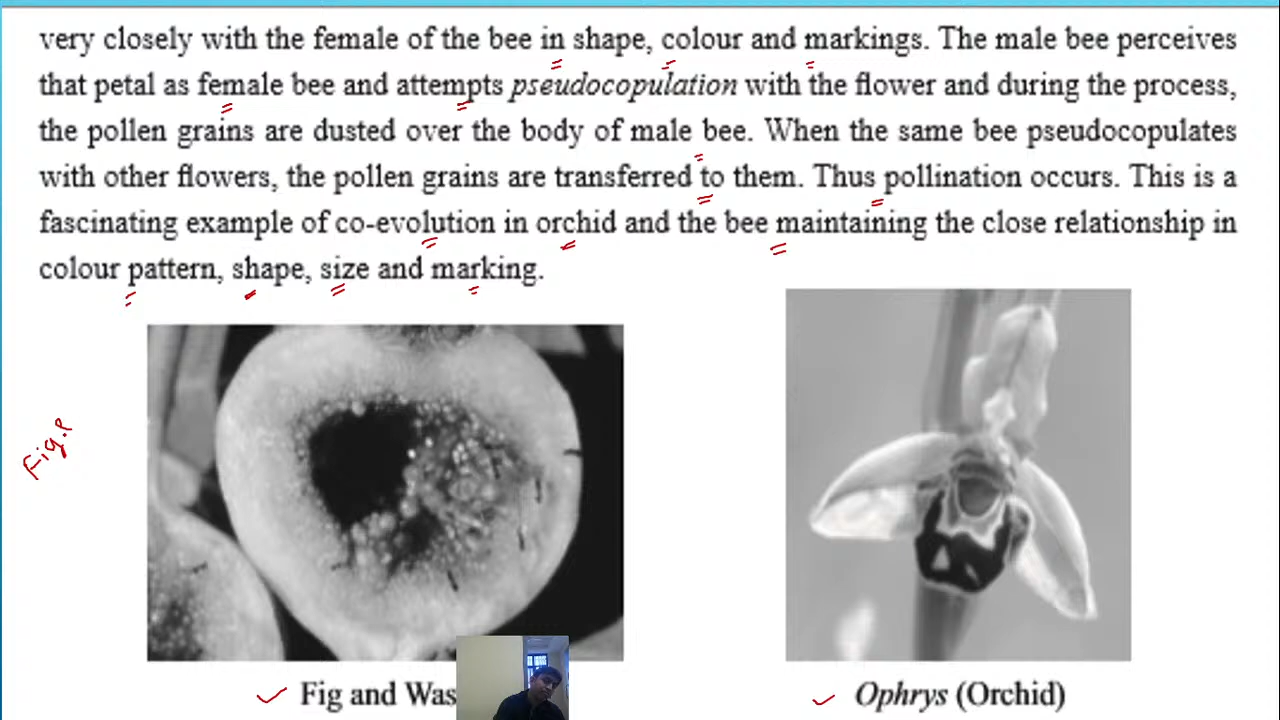 very closely with the female of the bee in shape, colour and markings. The male bee perceives
that petal as female bee and attempts pseudocopulation with the flower and during the process,
the pollen grains are dusted over the body of male bee. When the same bee pseudocopulates
with other flowers, the pollen grains are transferred to them. Thus pollination occurs. This is a
fascinating example of co-evolution in orchid and the bee maintaining the close relationship in
colour pattern, shape, size and marking.
Fig.
Fig and Was
Ophrys (Orchid)